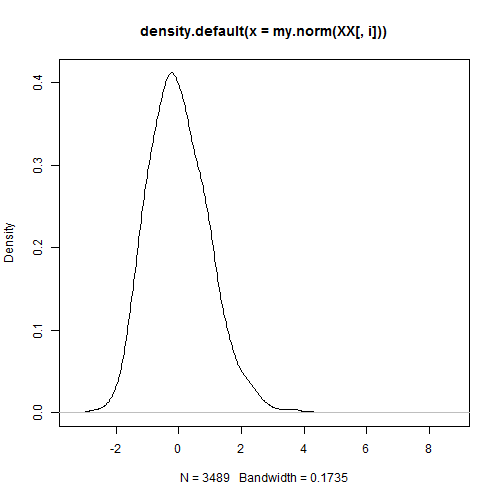 density.default(x = my.norm(XX[, i]))
Density
0.4
0.3
0.2
0.1
0.0
-2 0 2 4 6 8
N = 3489 Bandwidth = 0.1735